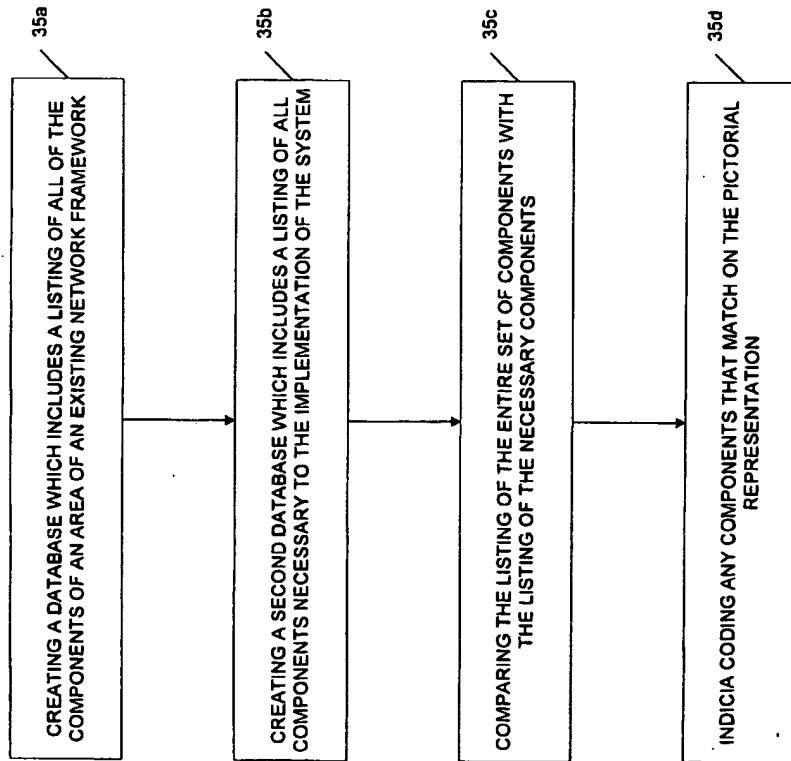 35a
CREATING A DATABASE WHICH INCLUDES A LISTING OF ALL OF THE
COMPONENTS OF AN AREA OF AN EXISTING NETWORK FRAMEWORK
35b
CREATING A SECOND DATABASE WHICH INCLUDES A LISTING OF ALL
COMPONENTS NECESSARY TO THE IMPLEMENTATION OF THE SYSTEM
35c
COMPARING THE LISTING OF THE ENTIRE SET OF COMPONENTS WITH
THE LISTING OF THE NECESSARY COMPONENTS
35d
INDICIA CODING ANY COMPONENTS THAT MATCH ON THE PICTORIAL
REPRESENTATION